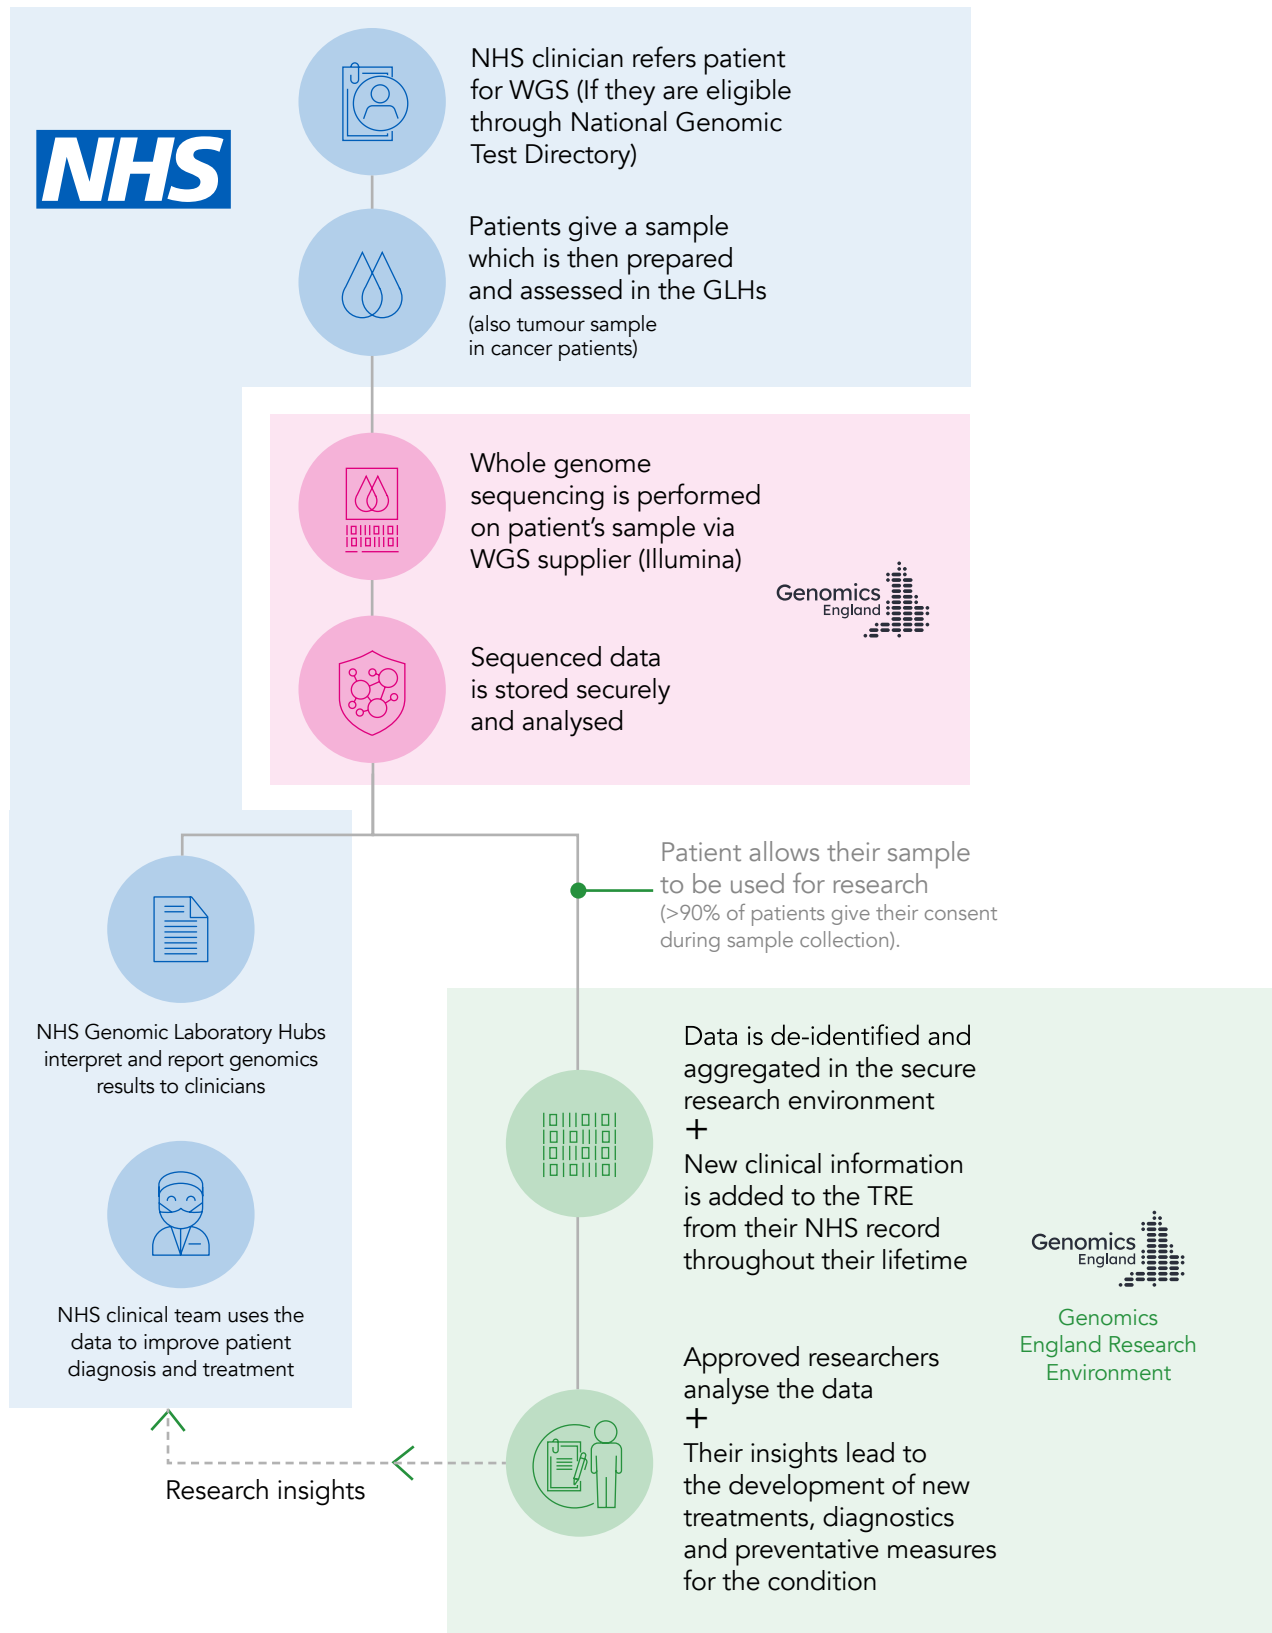 NHS
NHS clinician refers patient
for WGS (If they are eligible
through National Genomic
Test Directory)
Patients give a sample
which is then prepared
and assessed in the GLHs
(also tumour sample
in cancer patients)
Whole genome
sequencing is performed
on patient’s sample via
WGS supplier (Illumina)
Genomics
England
Sequenced data
is stored securely
and analysed
Patient allows their sample
to be used for research
(>90% of patients give their consent
during sample collection).
NHS Genomic Laboratory Hubs
interpret and report genomics
results to clinicians
NHS clinical team uses the
data to improve patient
diagnosis and treatment
Data is de-identified and
aggregated in the secure
research environment
+
New clinical information
is added to the TRE
from their NHS record
throughout their lifetime
Genomics
England
Genomics
England Research
Environment
Approved researchers
analyse the data
+
Their insights lead to
the development of new
treatments, diagnostics
and preventative measures
for the condition
Research insights